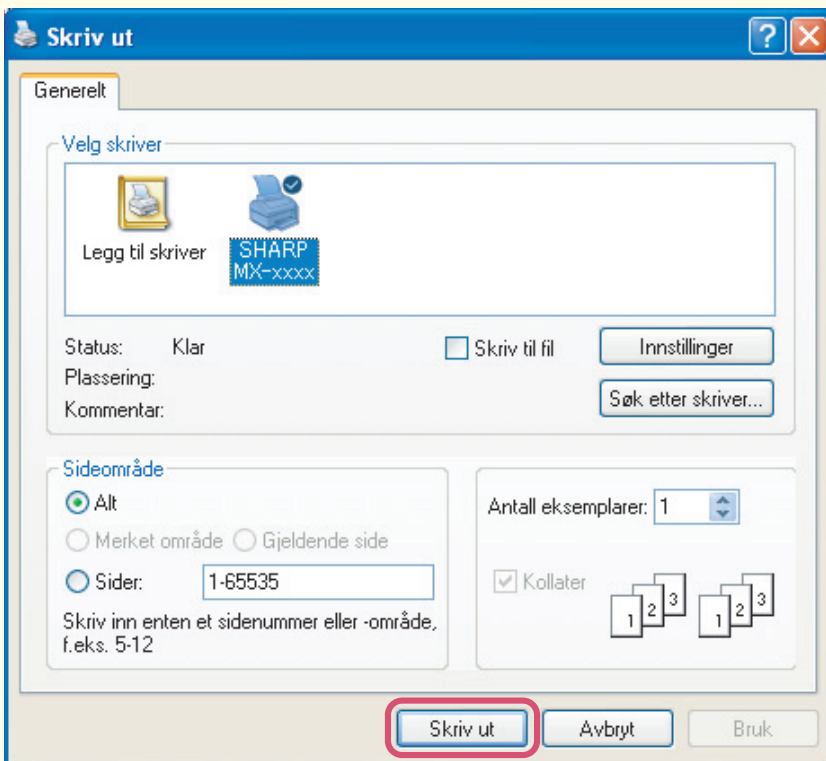 Skriv ut
Generelt
Velg skriver
Legg til skriver
SHARP
MX-xxxx
Status: Klar
Skriv til fil
Innstillinger
Plassering:
Kommentar:
Søk etter skriver...
Sideområde
Alt
Merket område Gjeldende side
Sider: 1-65535
Skriv inn enten et sidenummer eller -område,
f.eks. 5-12
Antall eksemplarer: 1
Kollater
1 2 3 1 2 3
Skriv ut Avbryt Bruk